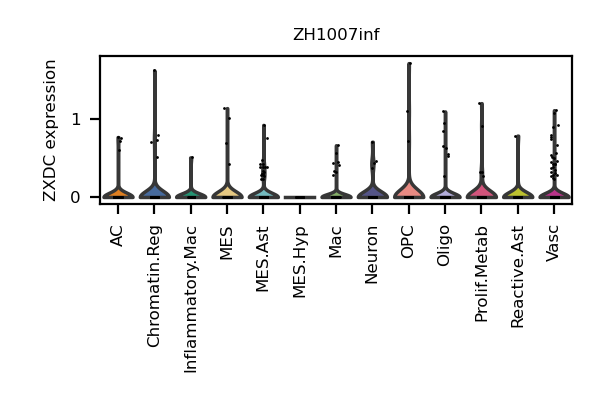 ZH1007inf
ZXDC expression
1
0
AC
Chromatin.Reg
Inflammatory.Mac
MES
MES.Ast
MES.Hyp
Mac
Neuron
OPC
Oligo
Prolif.Metab
Reactive.Ast
Vasc